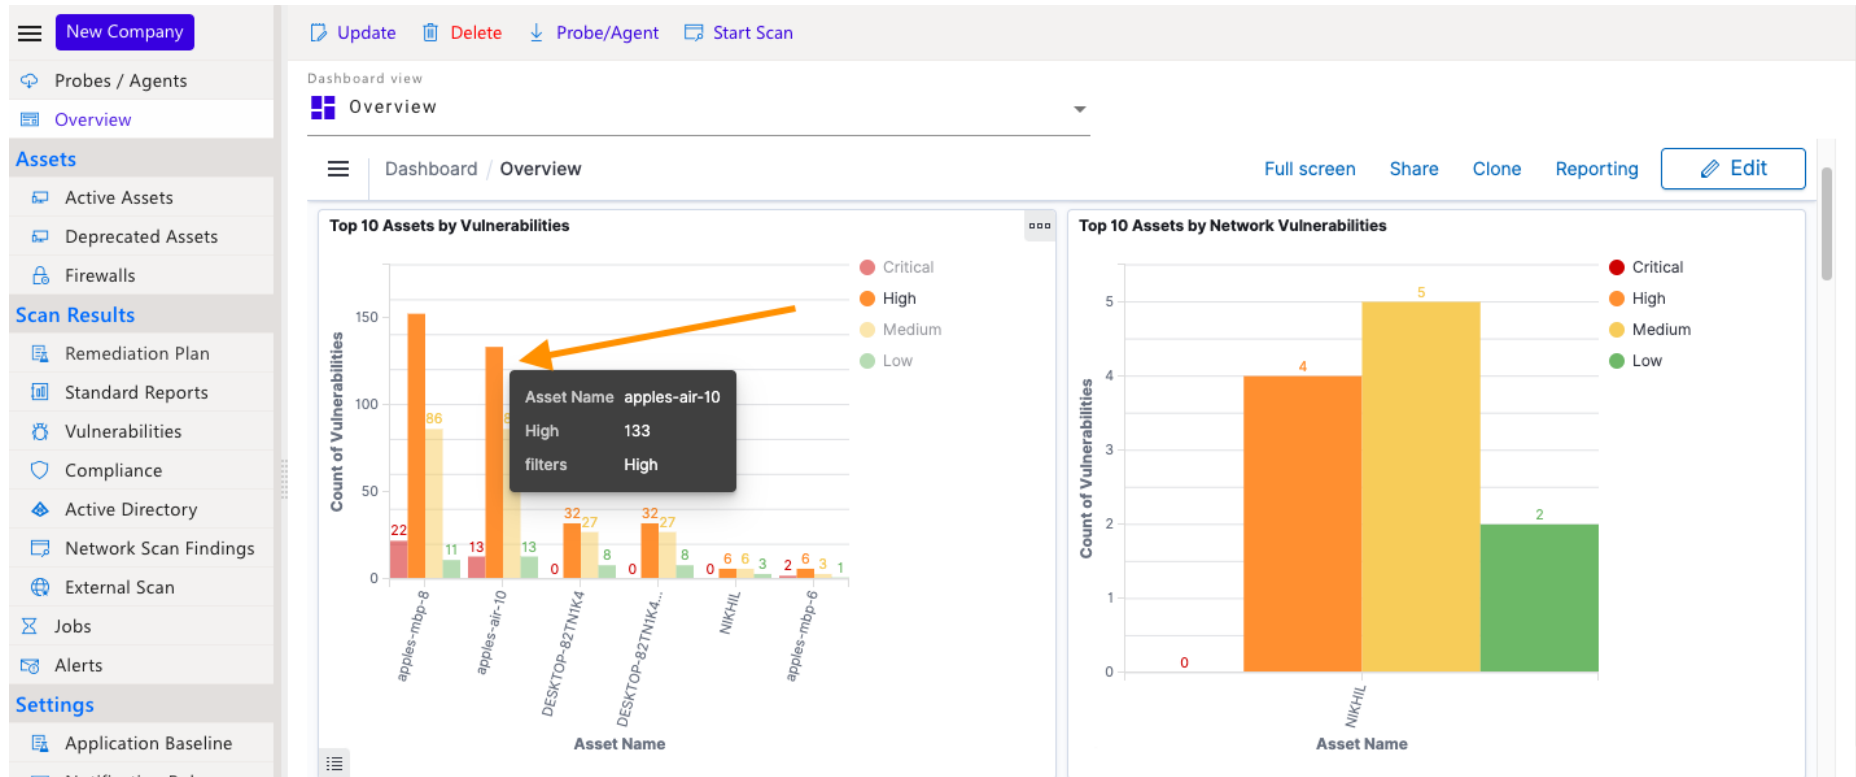 New Company
Update
Delete
Probe/Agent
Start Scan
Probes / Agents
Overview
Assets
Active Assets
Deprecated Assets
Firewalls
Scan Results
Remediation Plan
Standard Reports
Vulnerabilities
Compliance
Active Directory
Network Scan Findings
External Scan
Jobs
Alerts
Settings
Application Baseline
Dashboard view
Overview
Dashboard / Overview
Full screen
Share
Clone
Reporting
Edit
Top 10 Assets by Vulnerabilities
Critical
High
Medium
Low
Count of Vulnerabilities
150
100
50
0
22
86
11
13
13
0
32
27
8
0
32
27
8
0
6
6
3
2
6
3
1
Asset Name apples-air-10
High 133
filters High
apples-mbp-8
apples-air-10
DESKTOP-82TN1K4
DESKTOP-82TN1K4...
NIKHIL
apples-mbp-6
Asset Name
Top 10 Assets by Network Vulnerabilities
Critical
High
Medium
Low
Count of Vulnerabilities
5
4
3
2
1
0
0
4
5
2
NIKHIL
Asset Name